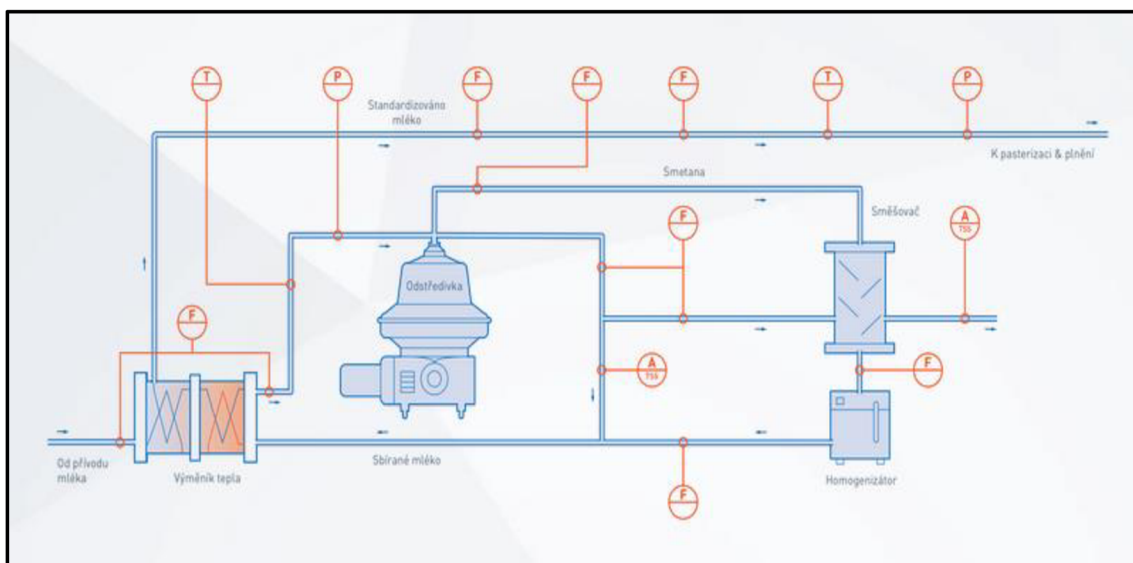 T
P
F
F
F
T
P
Standardizováno
mléko
K pasterizaci & plnění
Smetana
Směšovač
F
A
TSS
Odstředivka
F
A
TSS
F
Od přívodu
mléka
Výměník tepla
Sbírané mléko
F
Homogenizátor